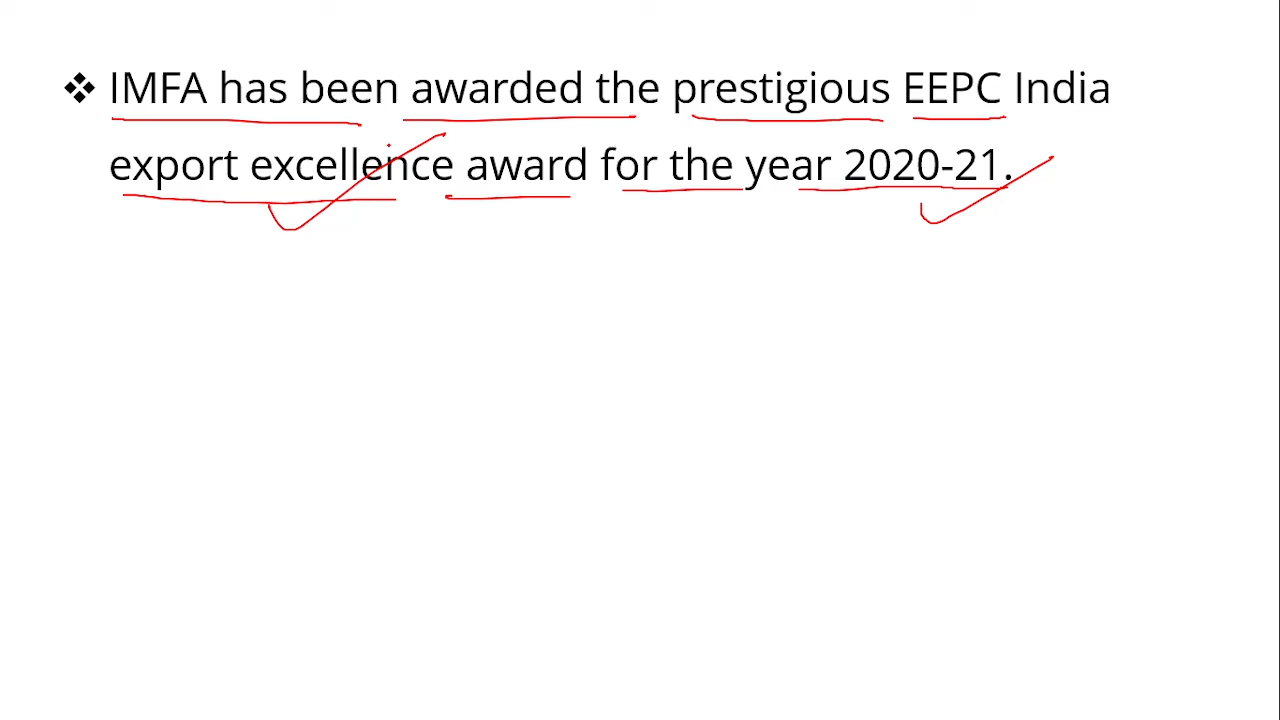 ❖ IMFA has been awarded the prestigious EEPC India
export excellence award for the year 2020-21.